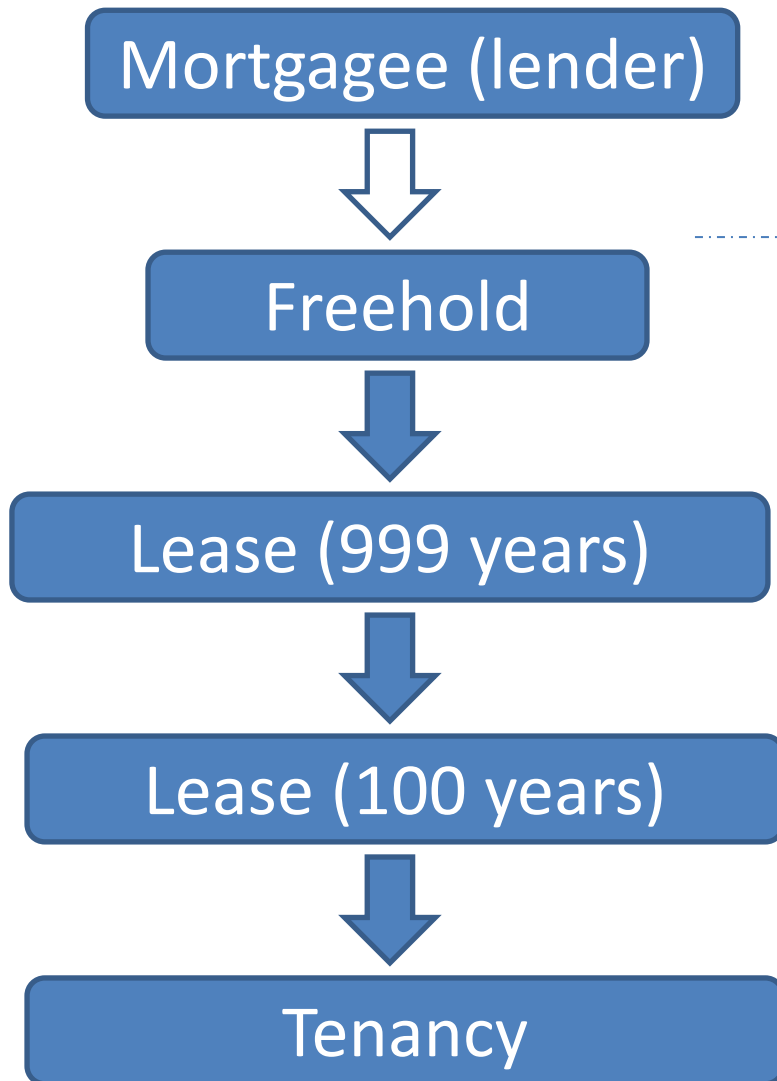 Mortgagee (lender)
Freehold
Lease (999 years)
Lease (100 years)
Tenancy